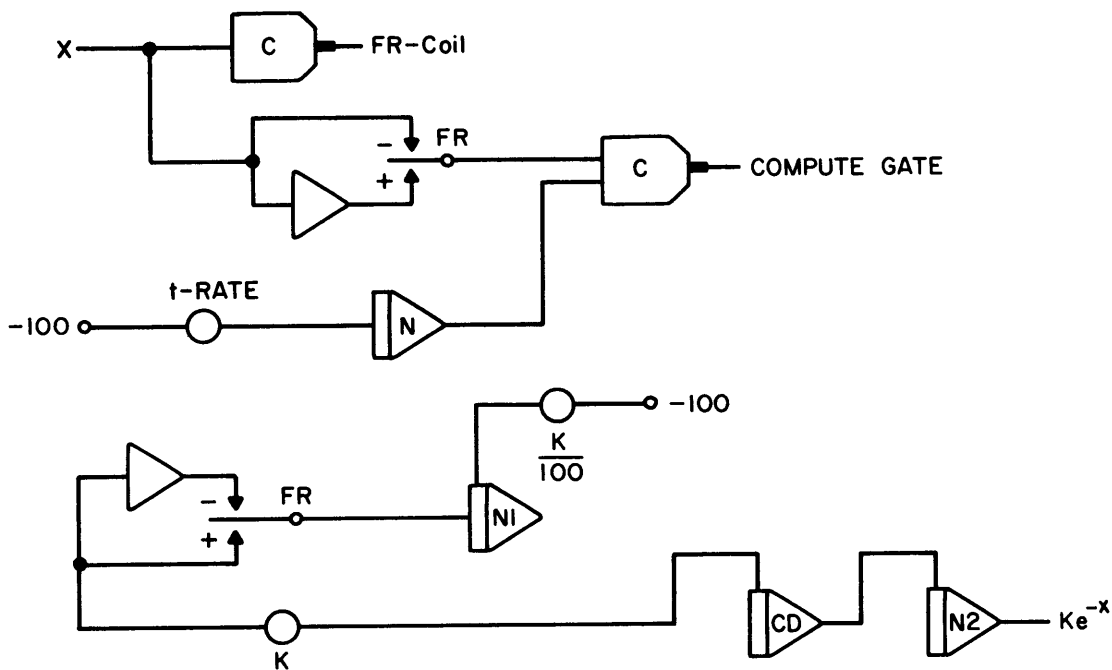 X
C
FR-Coil
-
FR
+
C
COMPUTE GATE
t-RATE
-100
N
-100
K
100
-
FR
+
N1
K
CD
N2
Ke^-x